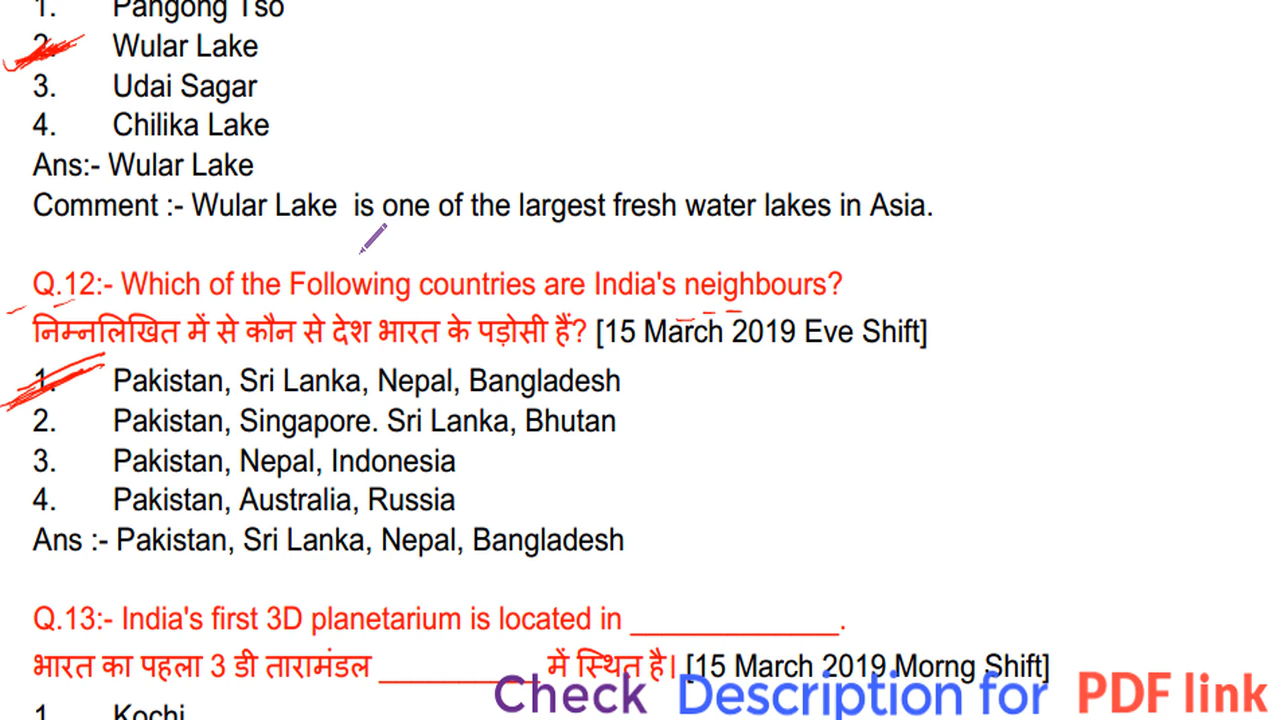 1. Pangong Tso
2. Wular Lake
3. Udai Sagar
4. Chilika Lake
Ans:- Wular Lake
Comment :- Wular Lake is one of the largest fresh water lakes in Asia.
Q.12:- Which of the Following countries are India's neighbours?
निम्नलिखित में से कौन से देश भारत के पड़ोसी हैं? [15 March 2019 Eve Shift]
1. Pakistan, Sri Lanka, Nepal, Bangladesh
2. Pakistan, Singapore. Sri Lanka, Bhutan
3. Pakistan, Nepal, Indonesia
4. Pakistan, Australia, Russia
Ans :- Pakistan, Sri Lanka, Nepal, Bangladesh
Q.13:- India's first 3D planetarium is located in _____________.
भारत का पहला 3 डी तारामंडल __________ में स्थित है। [15 March 2019 Morng Shift]
Check Description for PDF link
1. Kochi